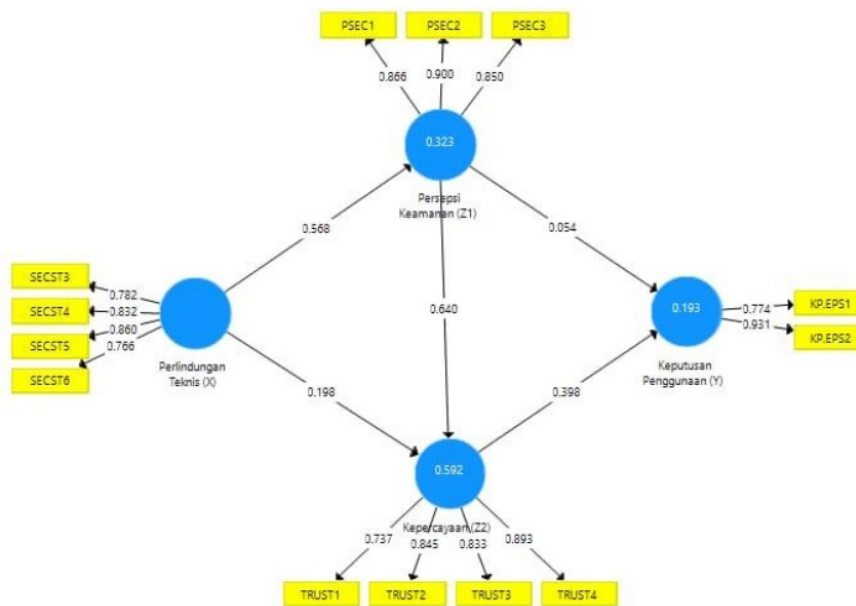 PSEC1 PSEC2 PSEC3
0.866 0.900 0.850
0.323
Persepsi
Keamanan (Z1)
0.568
0.054
SECST3
SECST4
SECST5
SECST6
0.782
0.832
0.860
0.766
Perlindungan
Teknis (X)
0.640
0.193
Keputusan
Penggunaan (Y)
0.774
0.931
KP.EPS1
KP.EPS2
0.198
0.398
0.592
Kepercayaan (Z2)
0.737 0.845 0.833 0.893
TRUST1 TRUST2 TRUST3 TRUST4